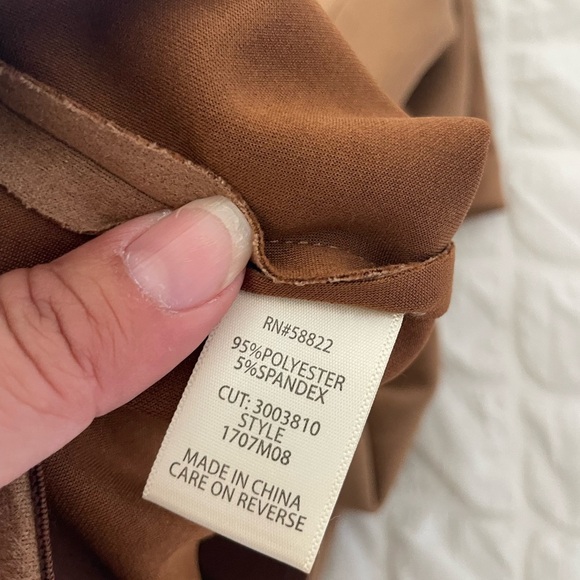 RN#58822
95%POLYESTER
5%SPANDEX
CUT: 3003810
STYLE
1707M08
MADE IN CHINA
CARE ON REVERSE